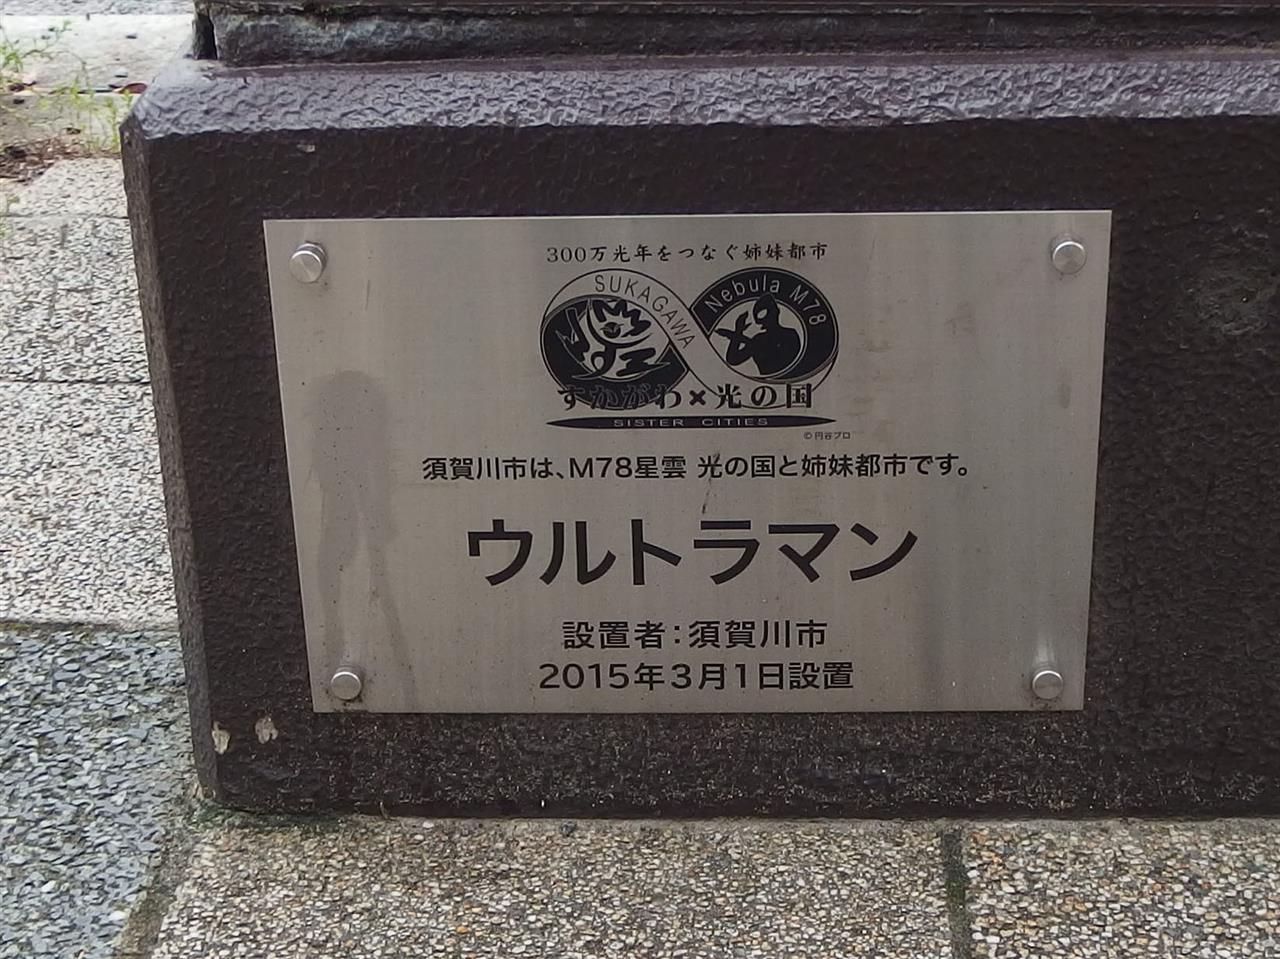 300万光年をつなぐ姉妹都市
SUKAGAWA Nebula M78
すかがわ×光の国
SISTER CITIES
©円谷プロ
須賀川市は、M78星雲 光の国と姉妹都市です。
ウルトラマン
設置者：須賀川市
2015年3月1日設置